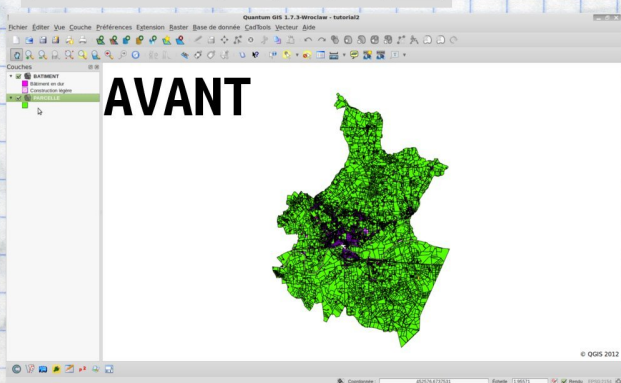 Quantum GIS 1.7.3-Wroclaw - tutorial2
Fichier Éditer Vue Couche Préférences Extension Raster Base de donnée CadTools Vecteur Aide
Couches
BATIMENT
Bâtiment en dur
Construction légère
PARCELLE
AVANT
© QGIS 2012
Coordonnée :
Échelle
Rendu